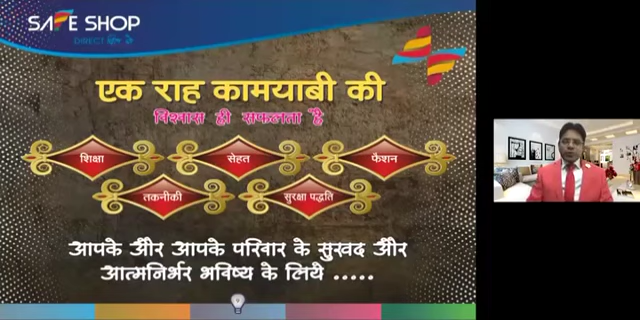 SAFE SHOP
DIRECT दिल से
एक राह कामयाबी की
विश्वास ही सफलता है
शिक्षा
सेहत
फैशन
तकनीकी
सुरक्षा पद्धति
आपके और आपके परिवार के सुखद और
आत्मनिर्भर भविष्य के लिये .....